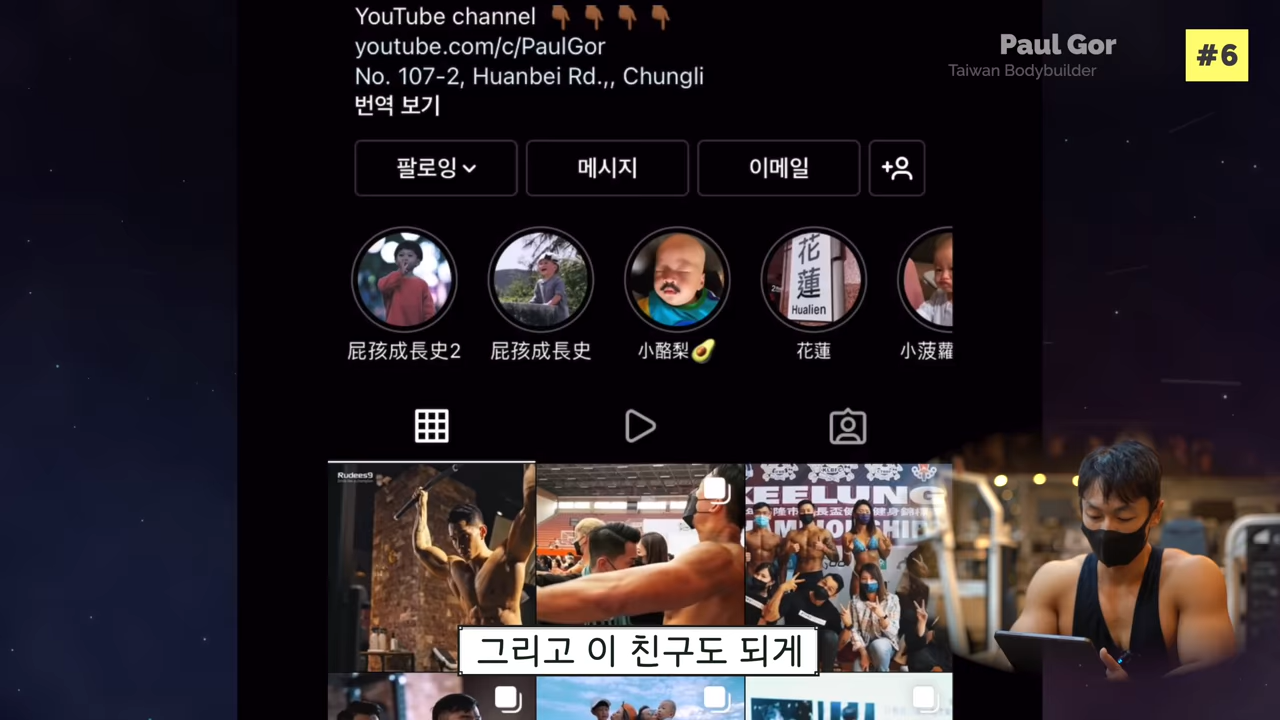 YouTube channel 👇🏾 👇🏾 👇🏾 👇🏾
youtube.com/c/PaulGor
No. 107-2, Huanbei Rd.,, Chungli
번역 보기
Paul Gor
Taiwan Bodybuilder
#6
팔로잉
메시지
이메일
花蓮
Hualien
屁孩成長史2
屁孩成長史
小酪梨🥑
花蓮
小菠蘿
Rudees9
KEELUNG
그리고 이 친구도 되게